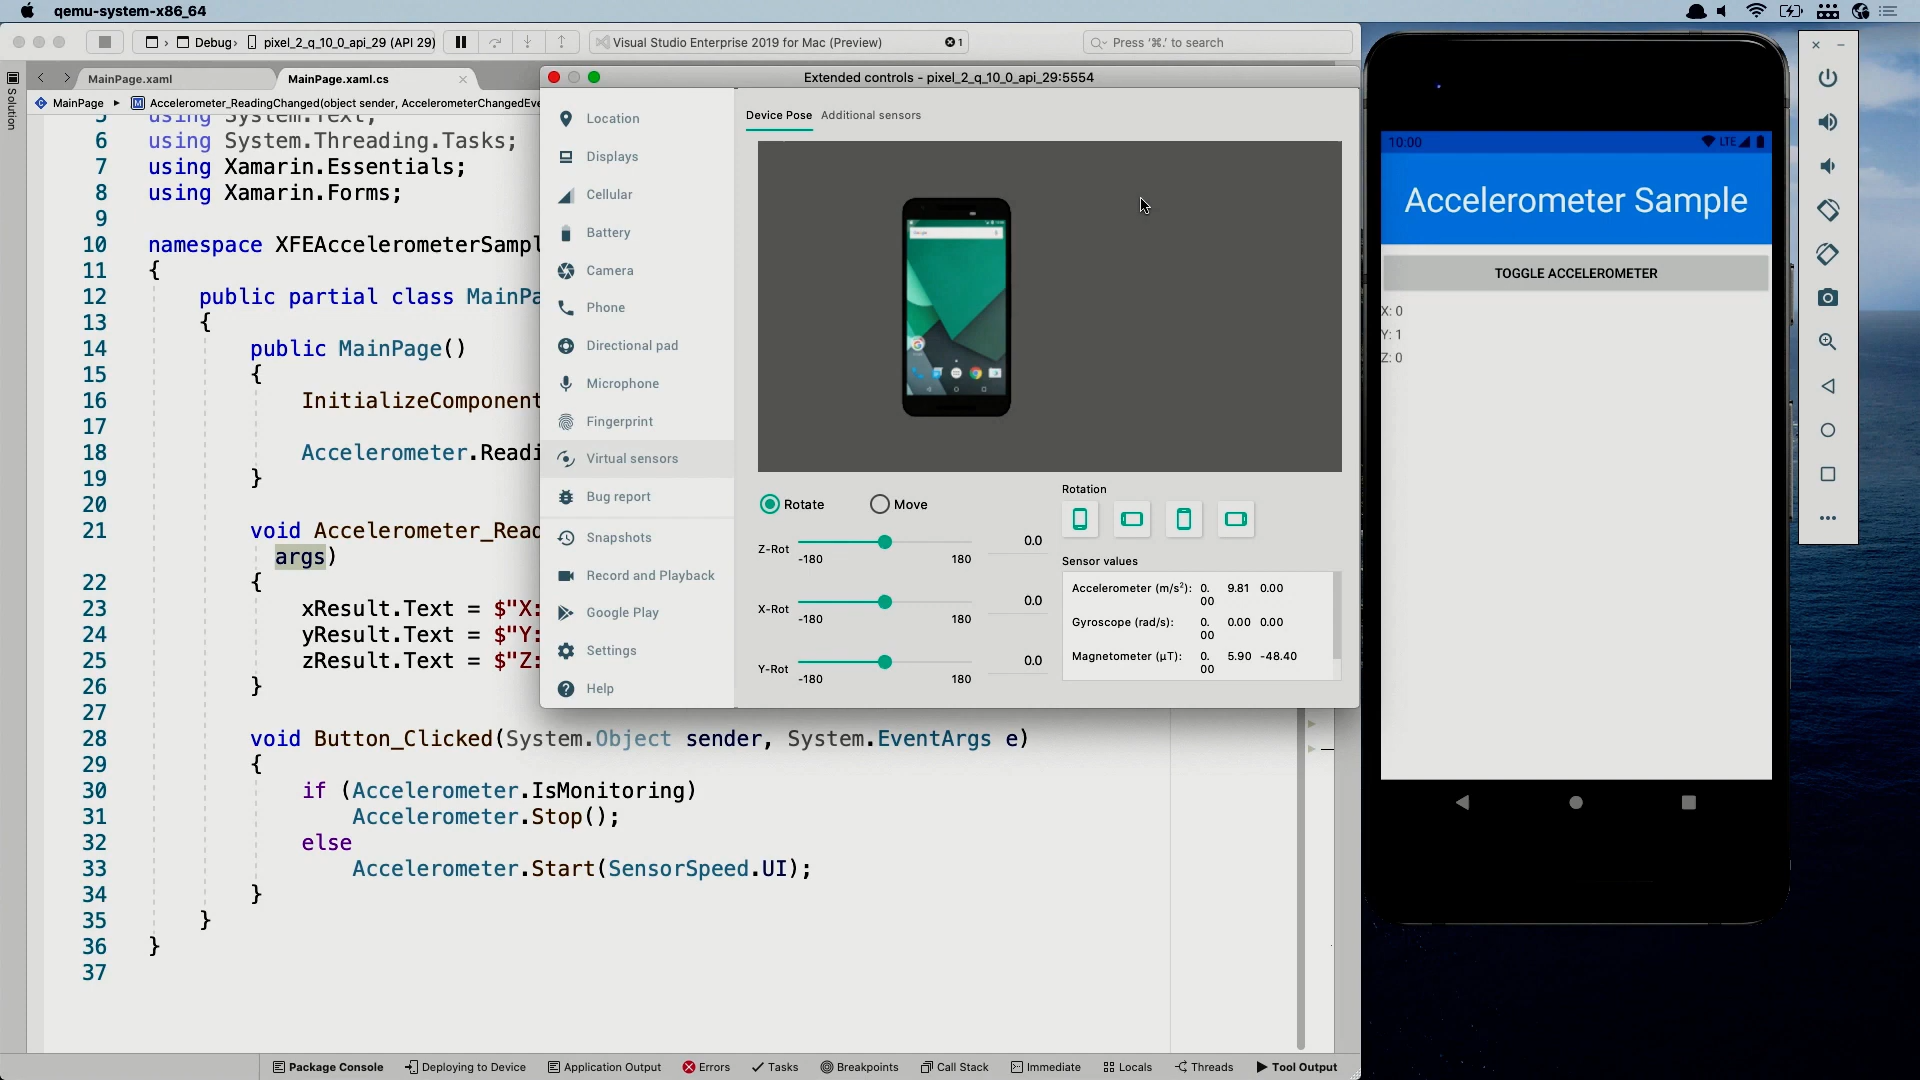 qemu-system-x86_64
Debug
pixel_2_q_10_0_api_29 (API 29)
Visual Studio Enterprise 2019 for Mac (Preview)
1
Press '⌘.' to search
Solution
MainPage.xaml
MainPage.xaml.cs
MainPage
Accelerometer_ReadingChanged(object sender, AccelerometerChangedEve
5 using System.Text;
6 using System.Threading.Tasks;
7 using Xamarin.Essentials;
8 using Xamarin.Forms;
9
10 namespace XFEAccelerometerSampl
11 {
12 public partial class MainPa
13 {
14 public MainPage()
15 {
16 InitializeComponent
17
18 Accelerometer.Readi
19 }
20
21 void Accelerometer_Read
args)
22 {
23 xResult.Text = $"X:
24 yResult.Text = $"Y:
25 zResult.Text = $"Z:
26 }
27
28 void Button_Clicked(System.Object sender, System.EventArgs e)
29 {
30 if (Accelerometer.IsMonitoring)
31 Accelerometer.Stop();
32 else
33 Accelerometer.Start(SensorSpeed.UI);
34 }
35 }
36 }
37
Extended controls - pixel_2_q_10_0_api_29:5554
Location
Displays
Cellular
Battery
Camera
Phone
Directional pad
Microphone
Fingerprint
Virtual sensors
Bug report
Snapshots
Record and Playback
Google Play
Settings
Help
Device Pose
Additional sensors
Rotate
Move
Z-Rot
-180
180
0.0
X-Rot
-180
180
0.0
Y-Rot
-180
180
0.0
Rotation
Sensor values
Accelerometer (m/s²): 0.00 9.81 0.00
Gyroscope (rad/s): 0.00 0.00 0.00
Magnetometer (μT): 0.00 5.90 -48.40
10:00
LTE
Accelerometer Sample
TOGGLE ACCELEROMETER
X: 0
Y: 1
Z: 0
Package Console
Deploying to Device
Application Output
Errors
Tasks
Breakpoints
Call Stack
Immediate
Locals
Threads
Tool Output